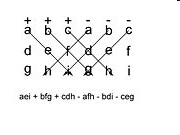 + + + - - -
a b c a b c
d e f d e f
g h i g h i
aei + bfg + cdh - afh - bdi - ceg